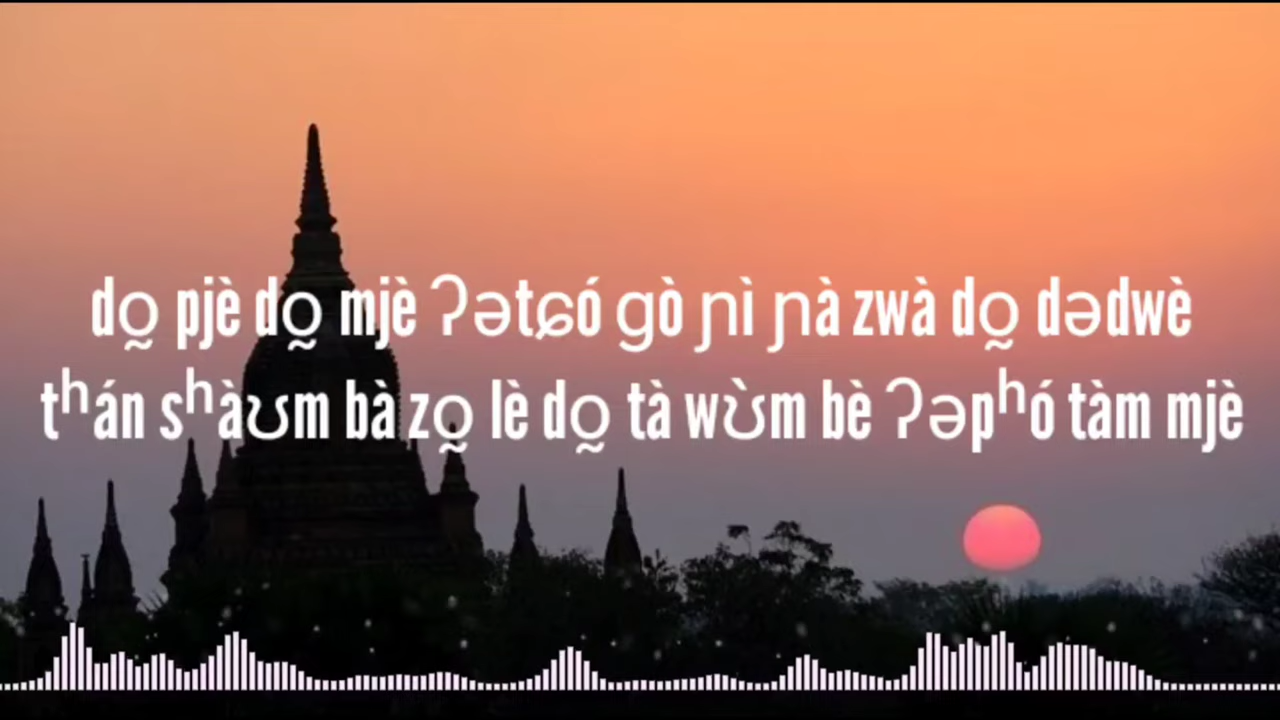 do̰ pjè do̰ mjè ʔətɕó gò ɲì ɲà zwà do̰ dədwè
tʰán sʰàʊm bà zo̰ lè do̰ tà wʊ̀m bè ʔəpʰó tàm mjè